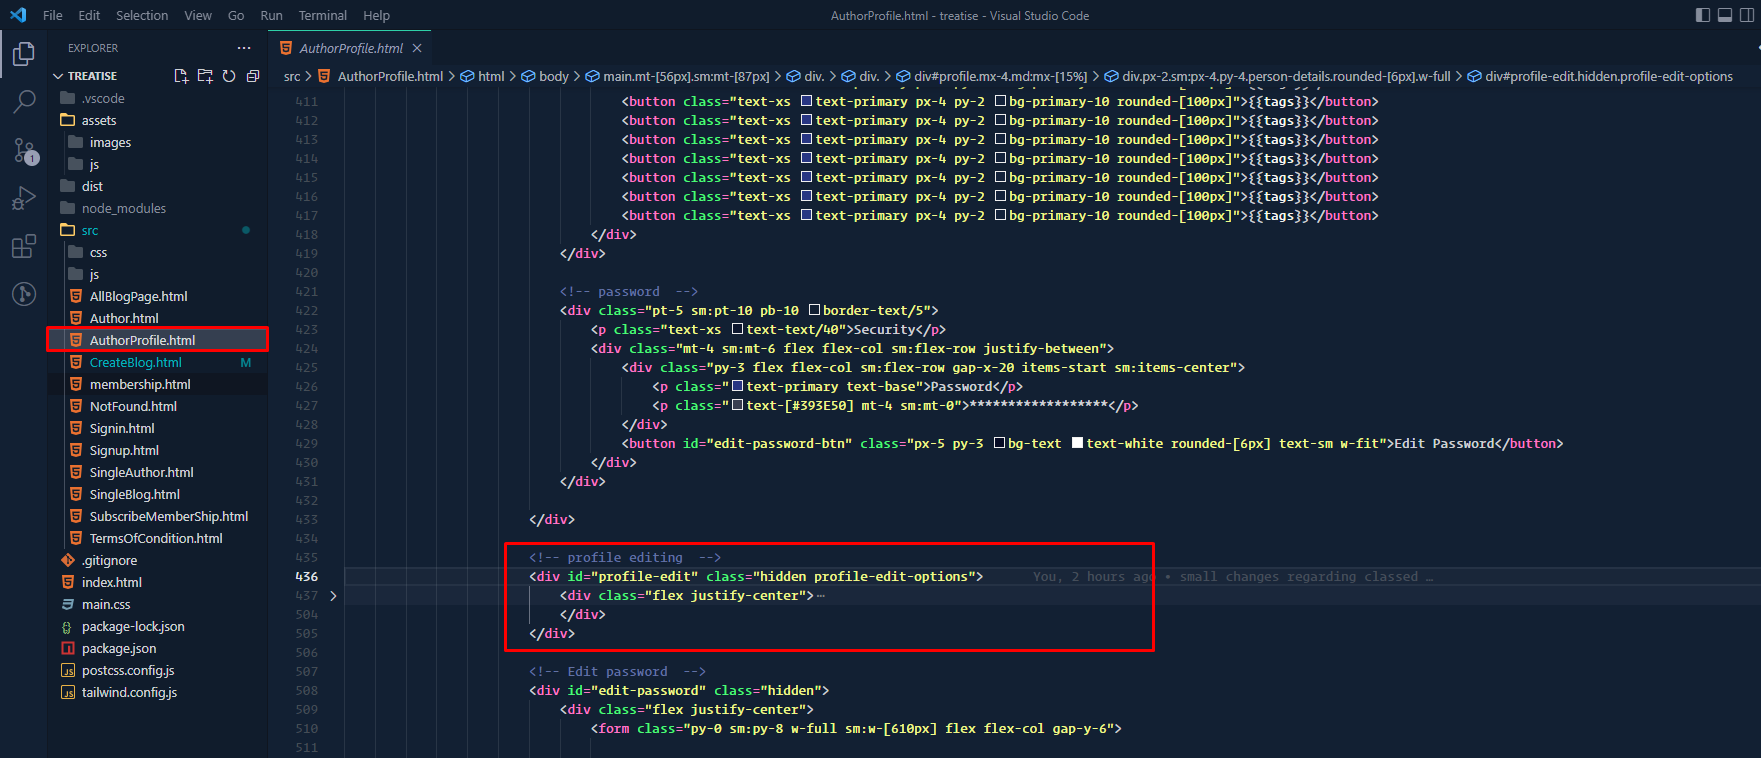 File Edit Selection View Go Run Terminal Help
AuthorProfile.html - treatise - Visual Studio Code
EXPLORER ···
AuthorProfile.html
TREATISE
src > AuthorProfile.html > html > body > main.mt-[56px].sm:mt-[87px] > div. > div. > div#profile.mx-4.md:mx-[15%] > div.px-2.sm:px-4.py-4.person-details.rounded-[6px].w-full > div#profile-edit.hidden.profile-edit-options
.vscode
assets
images
js
dist
node_modules
src
css
js
AllBlogPage.html
Author.html
AuthorProfile.html
CreateBlog.html M
membership.html
NotFound.html
Signin.html
Signup.html
SingleAuthor.html
SingleBlog.html
SubscribeMemberShip.html
TermsOfCondition.html
.gitignore
index.html
main.css
package-lock.json
package.json
postcss.config.js
tailwind.config.js
1
411 <button class="text-xs text-primary px-4 py-2 bg-primary-10 rounded-[100px]">{{tags}}</button>
412 <button class="text-xs text-primary px-4 py-2 bg-primary-10 rounded-[100px]">{{tags}}</button>
413 <button class="text-xs text-primary px-4 py-2 bg-primary-10 rounded-[100px]">{{tags}}</button>
414 <button class="text-xs text-primary px-4 py-2 bg-primary-10 rounded-[100px]">{{tags}}</button>
415 <button class="text-xs text-primary px-4 py-2 bg-primary-10 rounded-[100px]">{{tags}}</button>
416 <button class="text-xs text-primary px-4 py-2 bg-primary-10 rounded-[100px]">{{tags}}</button>
417 <button class="text-xs text-primary px-4 py-2 bg-primary-10 rounded-[100px]">{{tags}}</button>
418 </div>
419 </div>
420
421 <!-- password -->
422 <div class="pt-5 sm:pt-10 pb-10 border-text/5">
423 <p class="text-xs text-text/40">Security</p>
424 <div class="mt-4 sm:mt-6 flex flex-col sm:flex-row justify-between">
425 <div class="py-3 flex flex-col sm:flex-row gap-x-20 items-start sm:items-center">
426 <p class="text-primary text-base">Password</p>
427 <p class="text-[#393E50] mt-4 sm:mt-0">******************</p>
428 </div>
429 <button id="edit-password-btn" class="px-5 py-3 bg-text text-white rounded-[6px] text-sm w-fit">Edit Password</button>
430 </div>
431 </div>
432
433 </div>
434
435 <!-- profile editing -->
436 <div id="profile-edit" class="hidden profile-edit-options"> You, 2 hours ago • small changes regarding classed …
437 <div class="flex justify-center">…
504 </div>
505 </div>
506
507 <!-- Edit password -->
508 <div id="edit-password" class="hidden">
509 <div class="flex justify-center">
510 <form class="py-0 sm:py-8 w-full sm:w-[610px] flex flex-col gap-y-6">
511